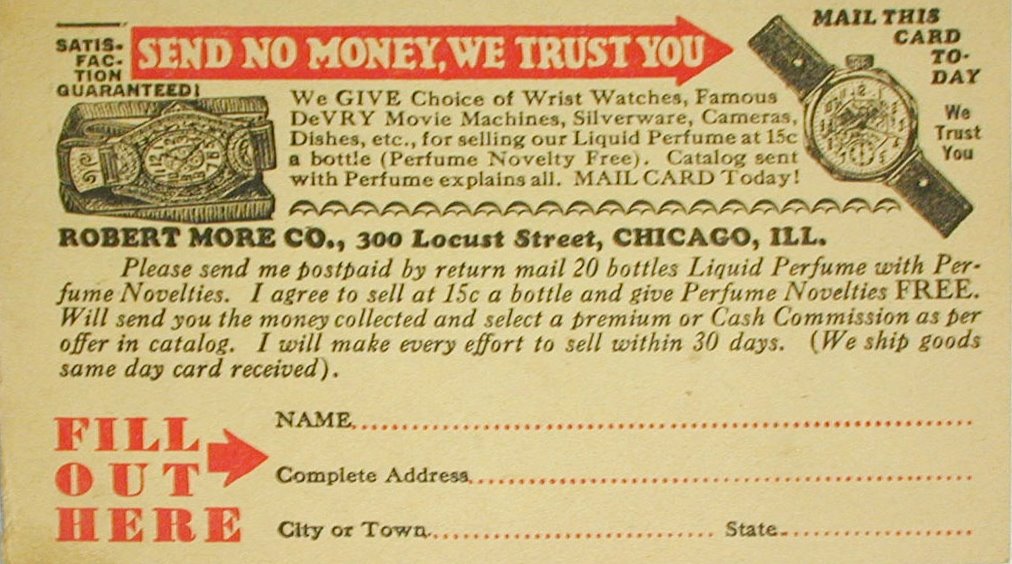 SATIS-
FAC-
TION
GUARANTEED!
SEND NO MONEY, WE TRUST YOU
MAIL THIS
CARD
TO-
DAY
We
Trust
You
We GIVE Choice of Wrist Watches, Famous
DeVRY Movie Machines, Silverware, Cameras,
Dishes, etc., for selling our Liquid Perfume at 15c
a bottle (Perfume Novelty Free). Catalog sent
with Perfume explains all. MAIL CARD Today!
ROBERT MORE CO., 300 Locust Street, CHICAGO, ILL.
Please send me postpaid by return mail 20 bottles Liquid Perfume with Per-
fume Novelties. I agree to sell at 15c a bottle and give Perfume Novelties FREE.
Will send you the money collected and select a premium or Cash Commission as per
offer in catalog. I will make every effort to sell within 30 days. (We ship goods
same day card received).
FILL
OUT
HERE
NAME
Complete Address
City or Town
State